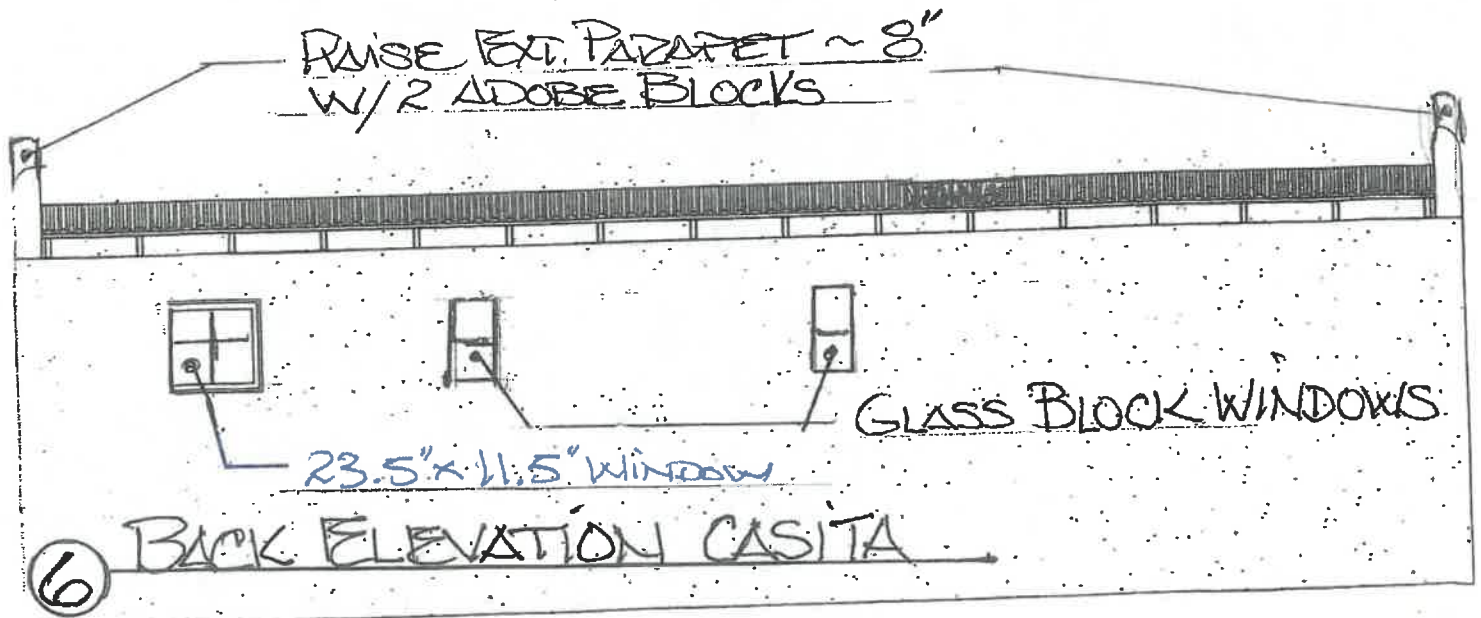 RAISE EXT. PARAPET ~ 8"
W/2 ADOBE BLOCKS
GLASS BLOCK WINDOWS
23.5" x 11.5" WINDOW
6 BACK ELEVATION CASITA